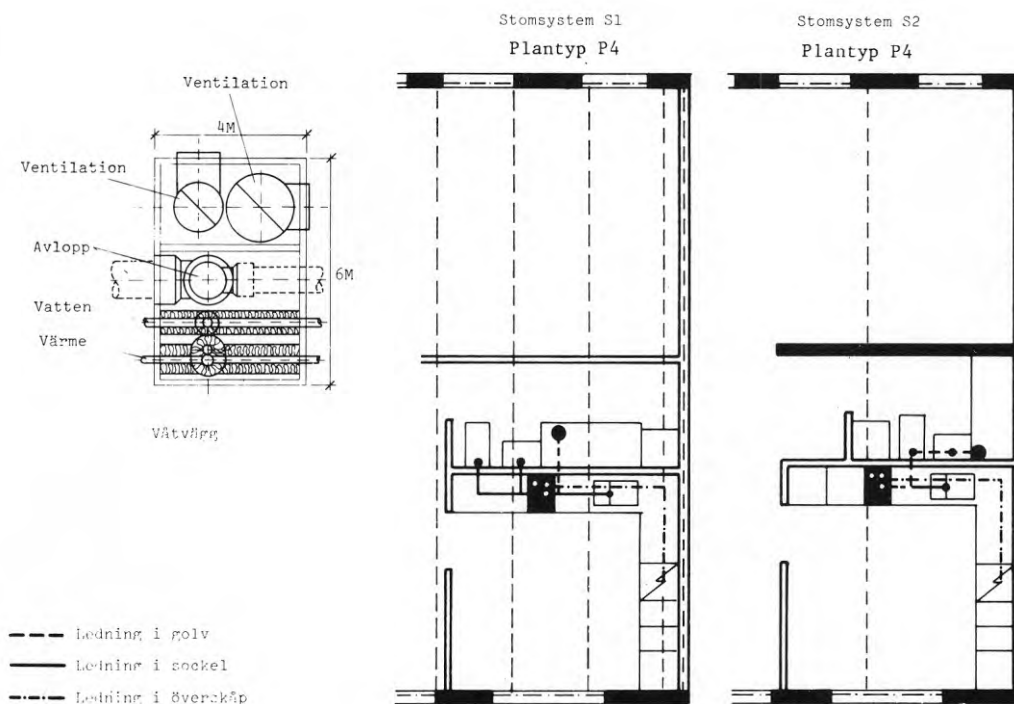 Stomsystem S1
Plantyp P4
Stomsystem S2
Plantyp P4
Ventilation
4M
Ventilation
Avlopp
6M
Vatten
Värme
Våtvägg
Ledning i golv
Ledning i sockel
Ledning i överskåp